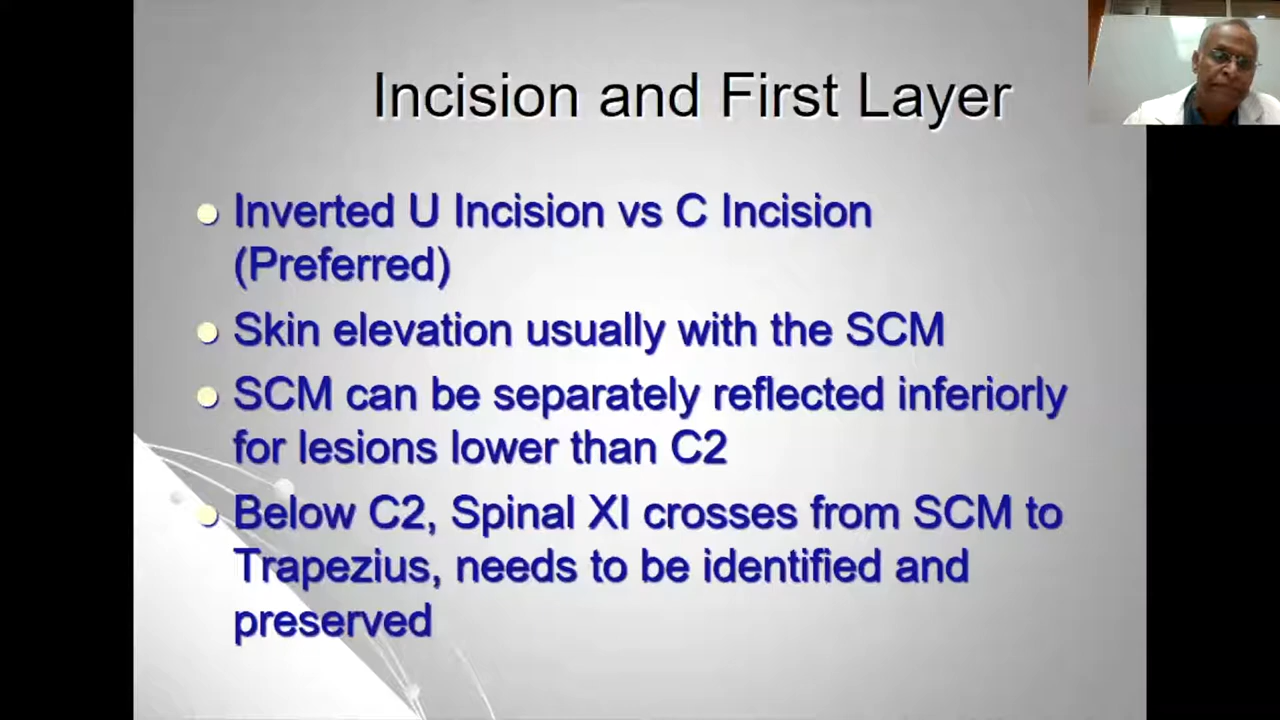 Incision and First Layer
Inverted U Incision vs C Incision
(Preferred)
Skin elevation usually with the SCM
SCM can be separately reflected inferiorly
for lesions lower than C2
Below C2, Spinal XI crosses from SCM to
Trapezius, needs to be identified and
preserved